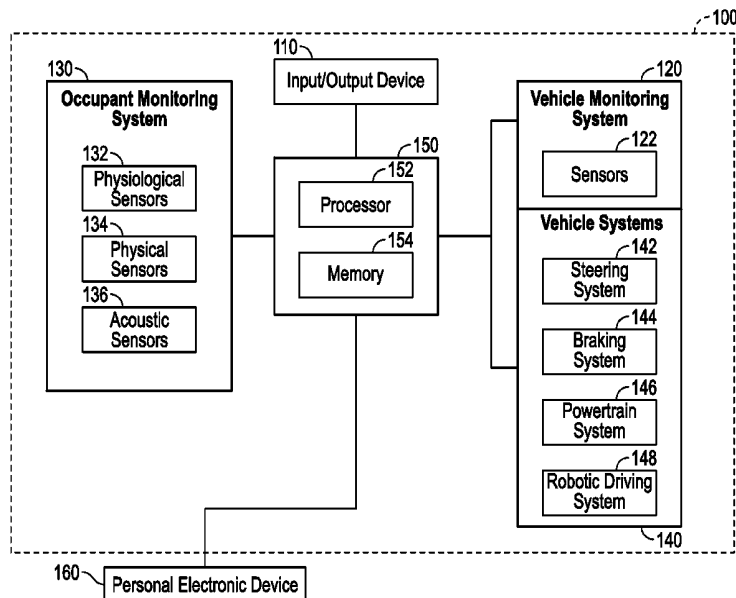 100
130
Occupant Monitoring
System
132
Physiological
Sensors
134
Physical
Sensors
136
Acoustic
Sensors
110
Input/Output Device
150
152
Processor
154
Memory
120
Vehicle Monitoring
System
122
Sensors
Vehicle Systems
142
Steering
System
144
Braking
System
146
Powertrain
System
148
Robotic Driving
System
140
160
Personal Electronic Device